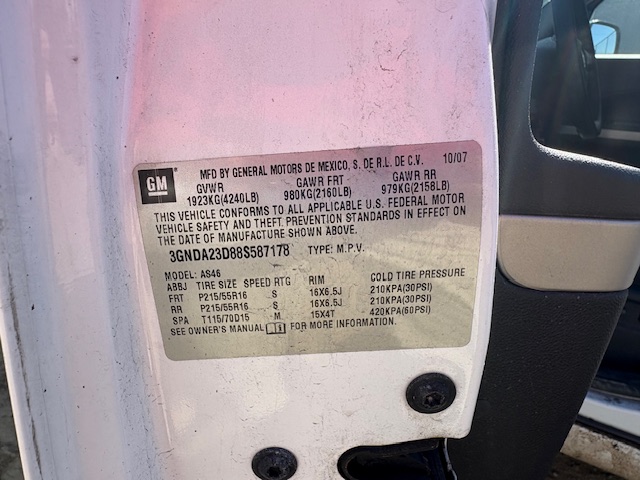 GM MFD BY GENERAL MOTORS DE MEXICO, S. DE R.L. DE C.V. 10/07
GVWR GAWR FRT GAWR RR
1923KG(4240LB) 980KG(2160LB) 979KG(2158LB)
THIS VEHICLE CONFORMS TO ALL APPLICABLE U.S. FEDERAL MOTOR
VEHICLE SAFETY AND THEFT PREVENTION STANDARDS IN EFFECT ON
THE DATE OF MANUFACTURE SHOWN ABOVE.
3GNDA23D88S587178 TYPE: M.P.V.
MODEL: AS46
ABBJ TIRE SIZE SPEED RTG RIM COLD TIRE PRESSURE
FRT P215/55R16 S 16X6.5J 210KPA(30PSI)
RR P215/55R16 S 16X6.5J 210KPA(30PSI)
SPA T115/70D15 M 15X4T 420KPA(60PSI)
SEE OWNER'S MANUAL FOR MORE INFORMATION.